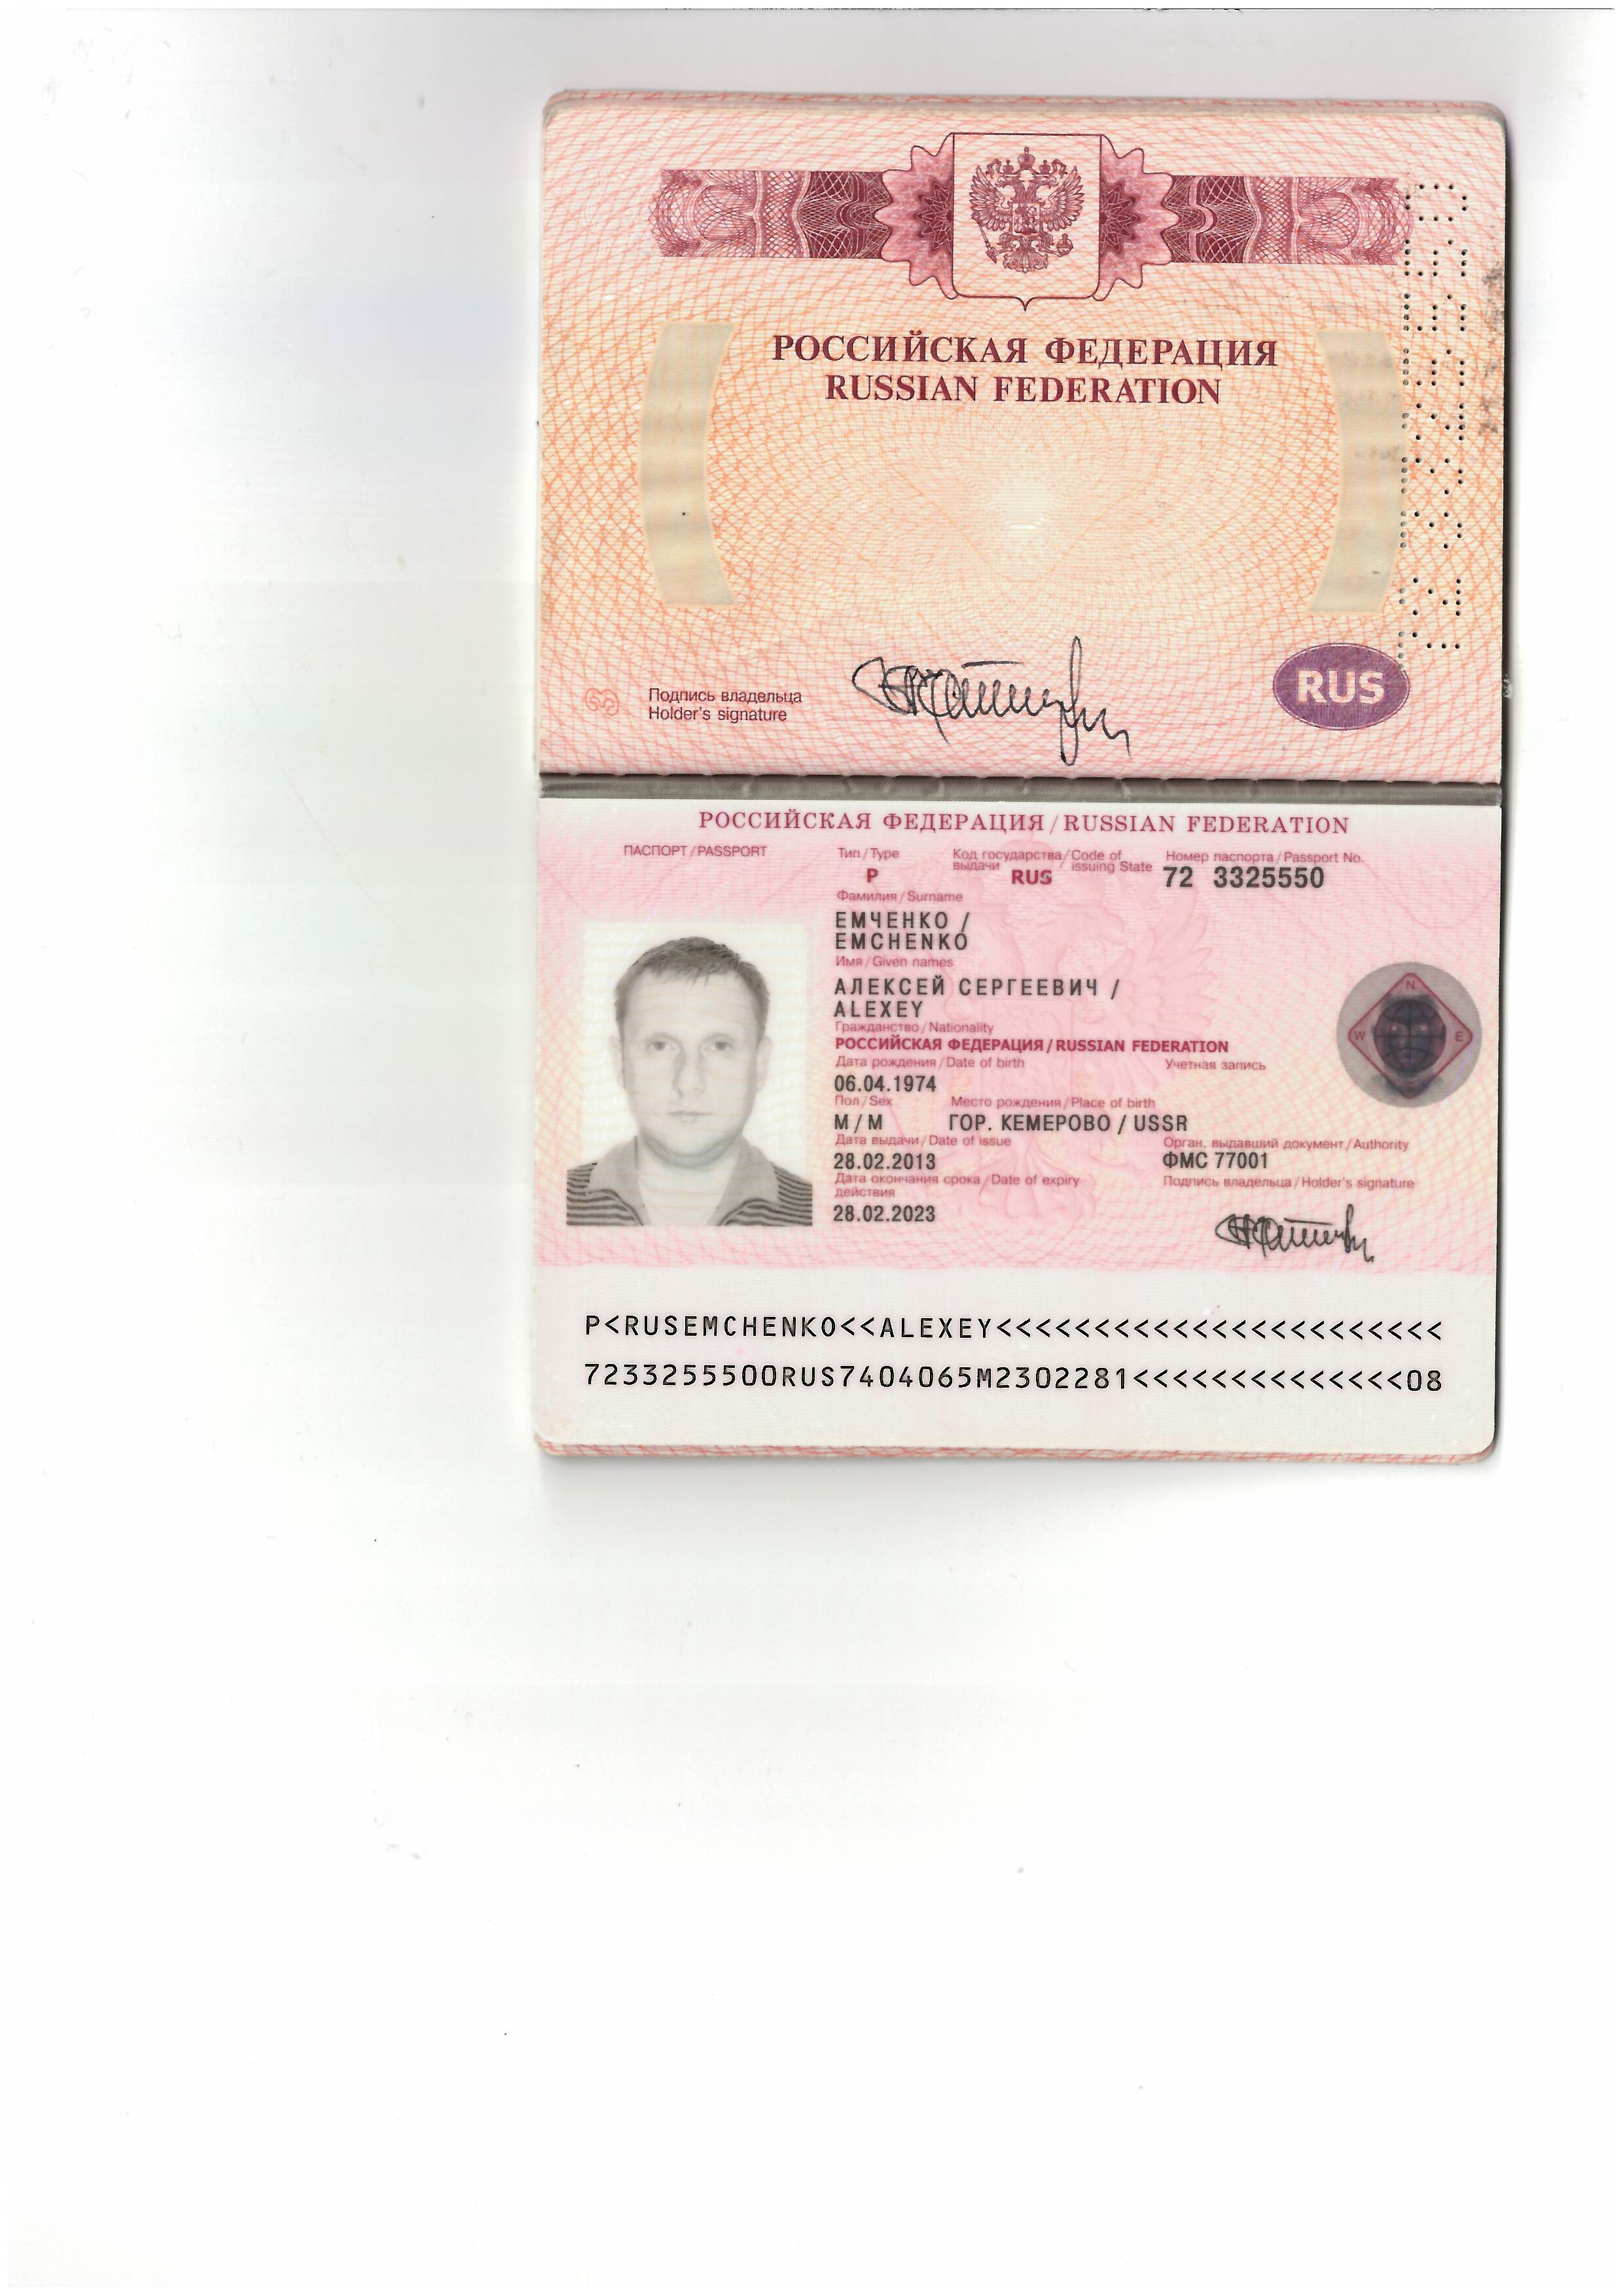 РОССИЙСКАЯ ФЕДЕРАЦИЯ
RUSSIAN FEDERATION
Подпись владельца
Holder's signature
RUS
72 3325550
РОССИЙСКАЯ ФЕДЕРАЦИЯ / RUSSIAN FEDERATION
ПАСПОРТ / PASSPORT
Тип / Type
Код государства / Code of
выдачи issuing State
Номер паспорта / Passport No.
P RUS 72 3325550
Фамилия / Surname
ЕМЧЕНКО /
EMCHENKO
Имя / Given names
АЛЕКСЕЙ СЕРГЕЕВИЧ /
ALEXEY
Гражданство / Nationality
РОССИЙСКАЯ ФЕДЕРАЦИЯ / RUSSIAN FEDERATION
Дата рождения / Date of birth Учетная запись
06.04.1974
Пол / Sex Место рождения / Place of birth
М / M ГОР. КЕМЕРОВО / USSR
Дата выдачи / Date of issue Орган, выдавший документ / Authority
28.02.2013 ФМС 77001
Дата окончания срока / Date of expiry Подпись владельца / Holder's signature
действия
28.02.2023
N
W E
P<RUSEMCHENKO<<ALEXEY<<<<<<<<<<<<<<<<<<<<<<<
7233255500RUS7404065M2302281<<<<<<<<<<<<<<08